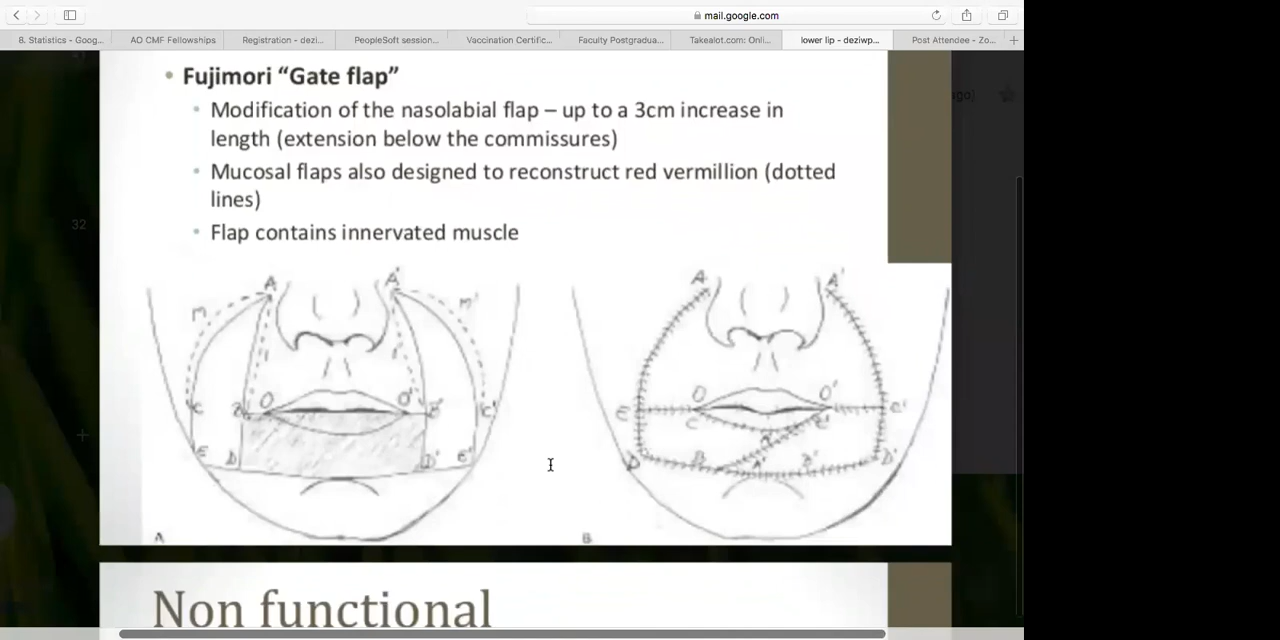 mail.google.com
8. Statistics - Goog...
AO CMF Fellowships
Registration - dezi...
PeopleSoft session...
Vaccination Certific...
Faculty Postgradua...
Takealot.com: Onli...
lower lip - deziwp...
Post Attendee - Zo...
ago)
• Fujimori “Gate flap”
• Modification of the nasolabial flap – up to a 3cm increase in
length (extension below the commissures)
• Mucosal flaps also designed to reconstruct red vermillion (dotted
lines)
• Flap contains innervated muscle
32
A A'
m m'
C B O O' B' C'
E D D' E'
A
A A'
O O'
E C C' E'
D B A A' B' D'
B
Non functional